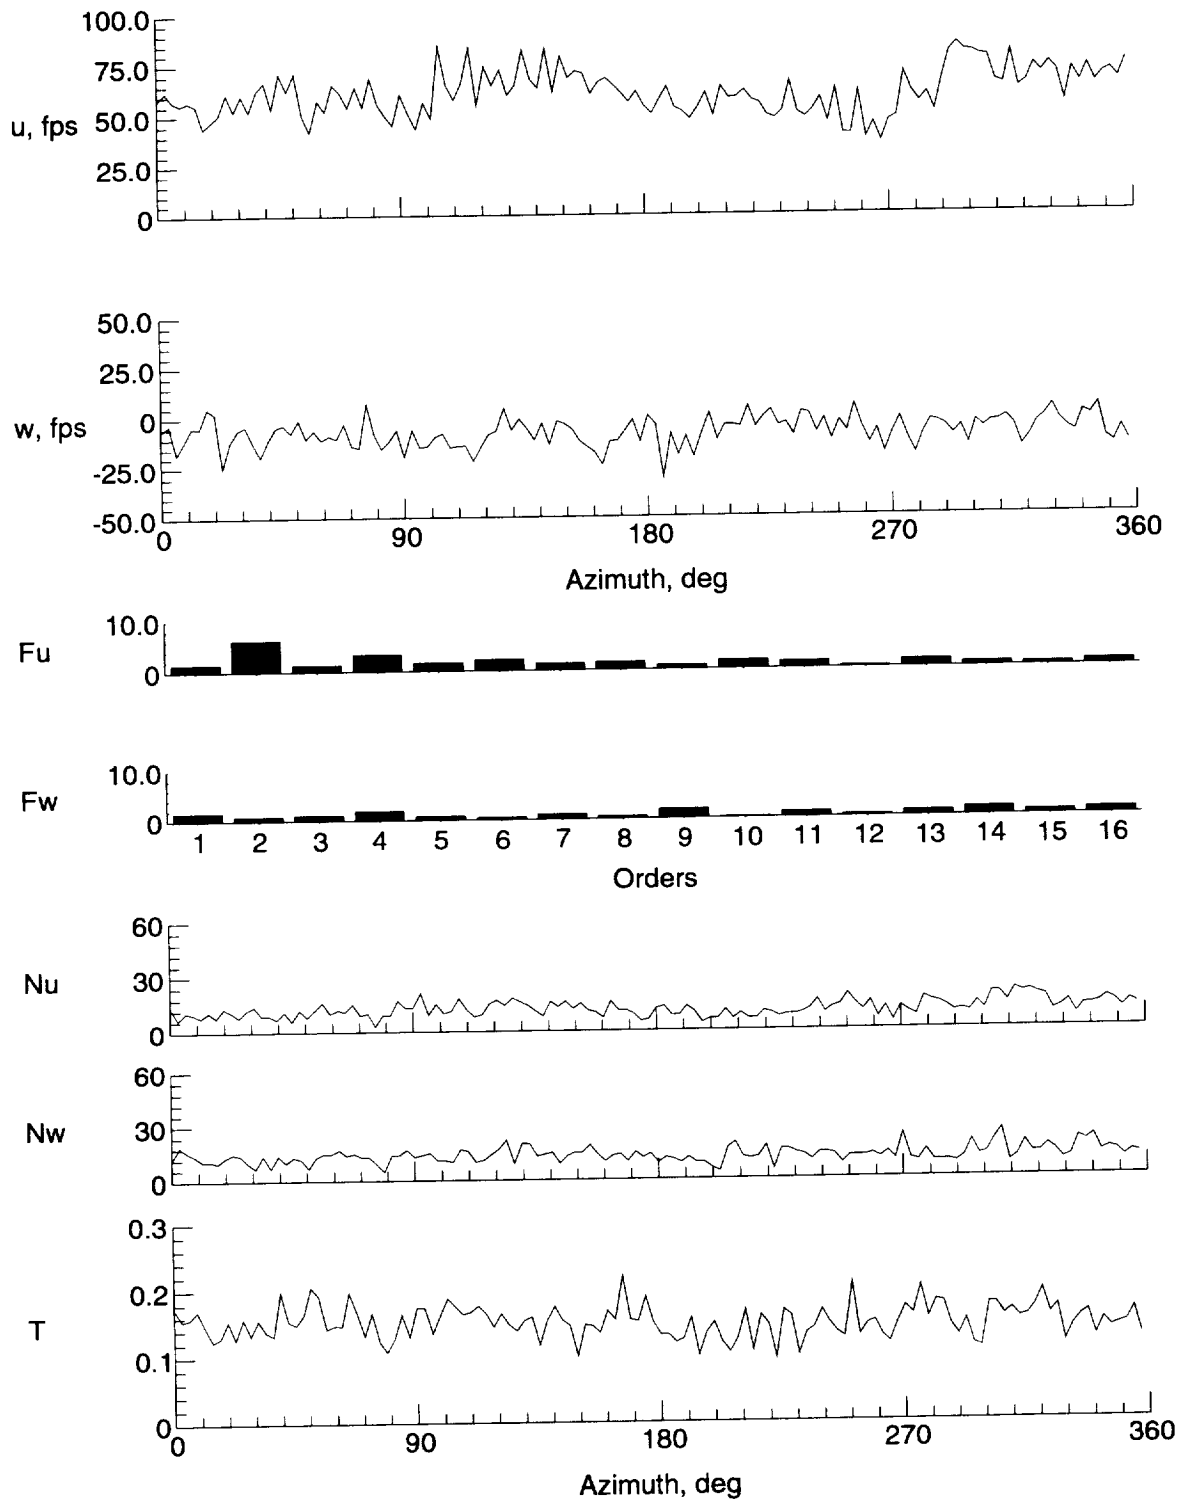 100.0
75.0
u, fps 50.0
25.0
0
50.0
25.0
w, fps 0
-25.0
-50.0
0 90 180 270 360
Azimuth, deg
Fu 10.0
0
Fw 10.0
0
1 2 3 4 5 6 7 8 9 10 11 12 13 14 15 16
Orders
60
Nu 30
0
60
Nw 30
0
0.3
0.2
T
0.1
0
0 90 180 270 360
Azimuth, deg